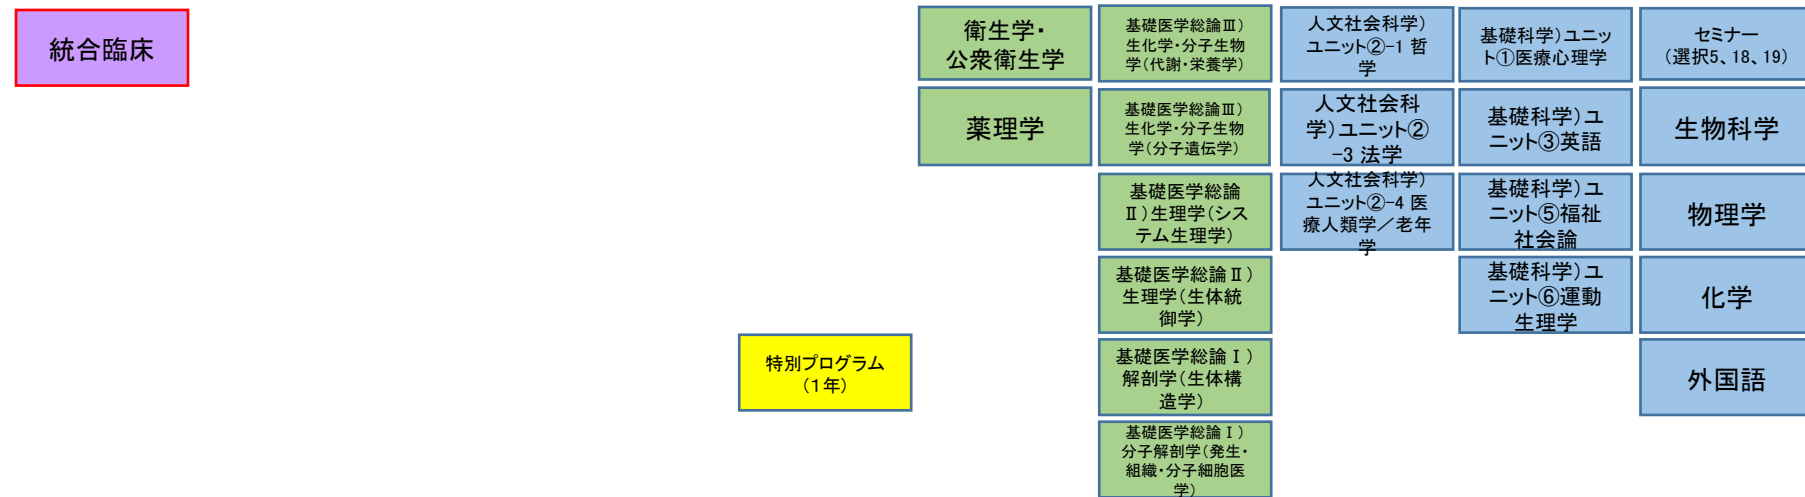 統合臨床
衛生学・
公衆衛生学
基礎医学総論Ⅲ）
生化学・分子生物
学（代謝・栄養学）
人文社会科学）
ユニット②-1 哲
学
基礎科学）ユニッ
ト①医療心理学
セミナー
（選択5、18、19）
薬理学
基礎医学総論Ⅲ）
生化学・分子生物
学（分子遺伝学）
人文社会科
学）ユニット②
-3 法学
基礎科学）ユ
ニット③英語
生物科学
基礎医学総論
Ⅱ）生理学（シス
テム生理学）
人文社会科学）
ユニット②-4 医
療人類学／老年
学
基礎科学）ユ
ニット⑤福祉
社会論
物理学
基礎医学総論Ⅱ）
生理学（生体統
御学）
基礎科学）ユ
ニット⑥運動
生理学
化学
特別プログラム
（1年）
基礎医学総論Ⅰ）
解剖学（生体構
造学）
外国語
基礎医学総論Ⅰ）
分子解剖学（発生・
組織・分子細胞医
学）